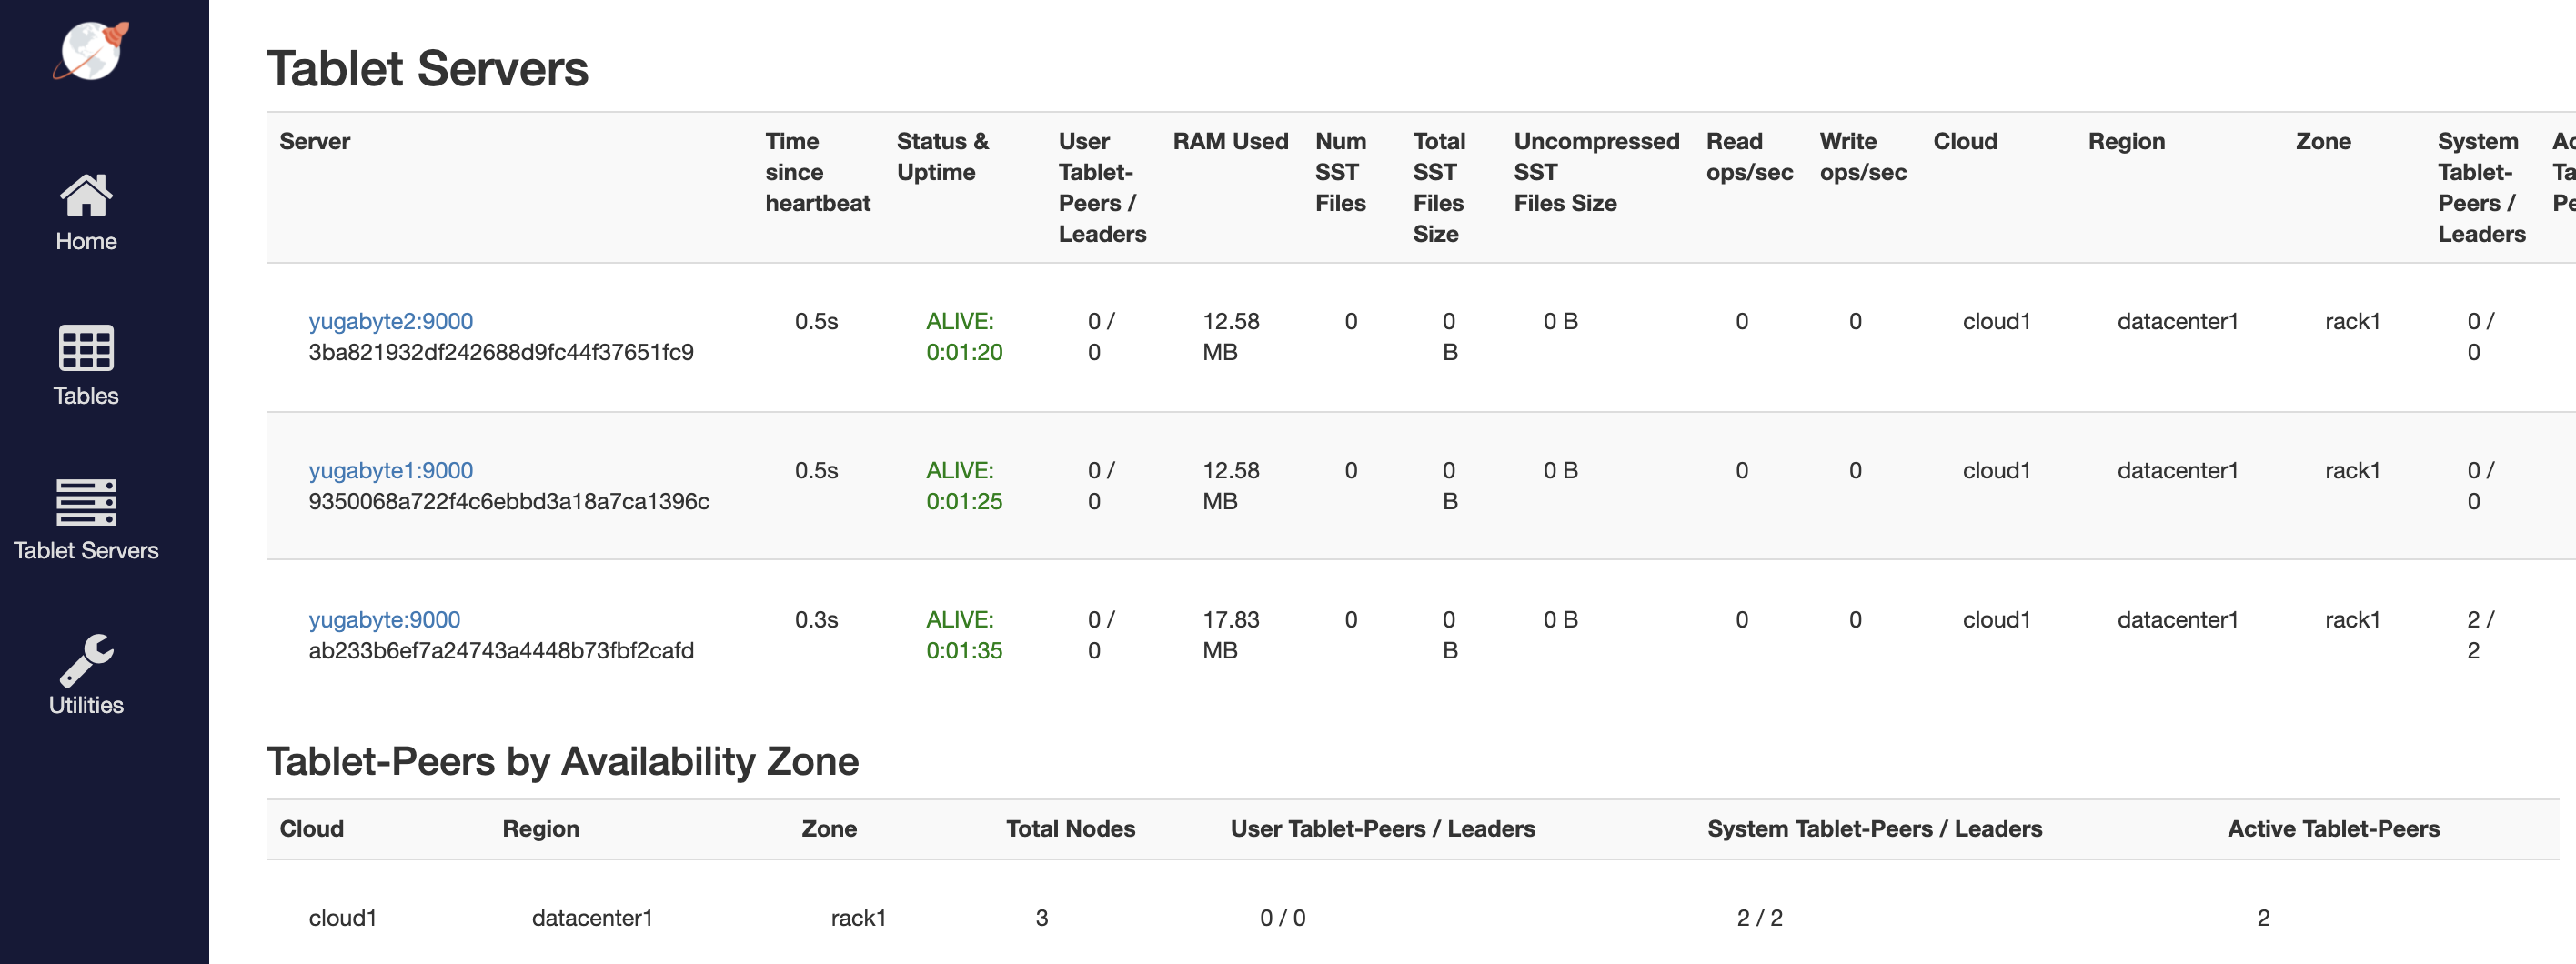 Home
Tables
Tablet Servers
Utilities
Tablet Servers
Server
Time since heartbeat
Status & Uptime
User Tablet-Peers / Leaders
RAM Used
Num SST Files
Total SST Files Size
Uncompressed SST Files Size
Read ops/sec
Write ops/sec
Cloud
Region
Zone
System Tablet-Peers / Leaders
yugabyte2:9000 0.5s ALIVE: 0 / 12.58 0 0 0 B 0 0 cloud1 datacenter1 rack1 0 /
3ba821932df242688d9fc44f37651fc9 0:01:20 0 MB B 0
yugabyte1:9000 0.5s ALIVE: 0 / 12.58 0 0 0 B 0 0 cloud1 datacenter1 rack1 0 /
9350068a722f4c6ebbd3a18a7ca1396c 0:01:25 0 MB B 0
yugabyte:9000 0.3s ALIVE: 0 / 17.83 0 0 0 B 0 0 cloud1 datacenter1 rack1 2 /
ab233b6ef7a24743a4448b73fbf2cafd 0:01:35 0 MB B 2
Tablet-Peers by Availability Zone
Cloud Region Zone Total Nodes User Tablet-Peers / Leaders System Tablet-Peers / Leaders Active Tablet-Peers
cloud1 datacenter1 rack1 3 0 / 0 2 / 2 2